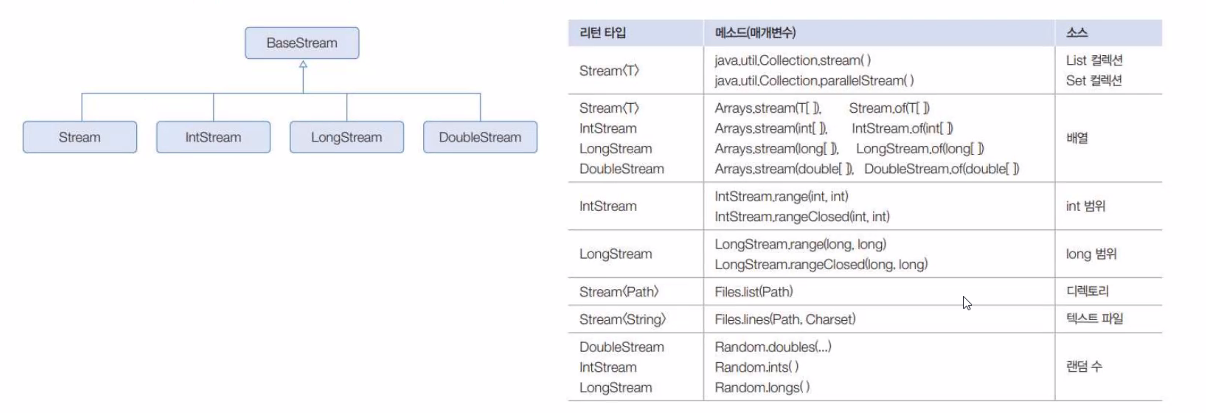 BaseStream
Stream
IntStream
LongStream
DoubleStream
리턴 타입 메소드(매개변수) 소스
Stream〈T〉
java.util.Collection.stream( )
java.util.Collection.parallelStream( )
List 컬렉션
Set 컬렉션
Stream〈T〉 Arrays.stream(T[ ]), Stream.of(T[ ])
IntStream Arrays.stream(int[ ]), IntStream.of(int[ ])
LongStream Arrays.stream(long[ ]), LongStream.of(long[ ])
DoubleStream Arrays.stream(double[ ]), DoubleStream.of(double[ ])
배열
IntStream
IntStream.range(int, int)
IntStream.rangeClosed(int, int)
int 범위
LongStream
LongStream.range(long, long)
LongStream.rangeClosed(long, long)
long 범위
Stream〈Path〉 Files.list(Path) 디렉토리
Stream〈String〉 Files.lines(Path, Charset) 텍스트 파일
DoubleStream Random.doubles(...)
IntStream Random.ints( )
LongStream Random.longs( )
랜덤 수